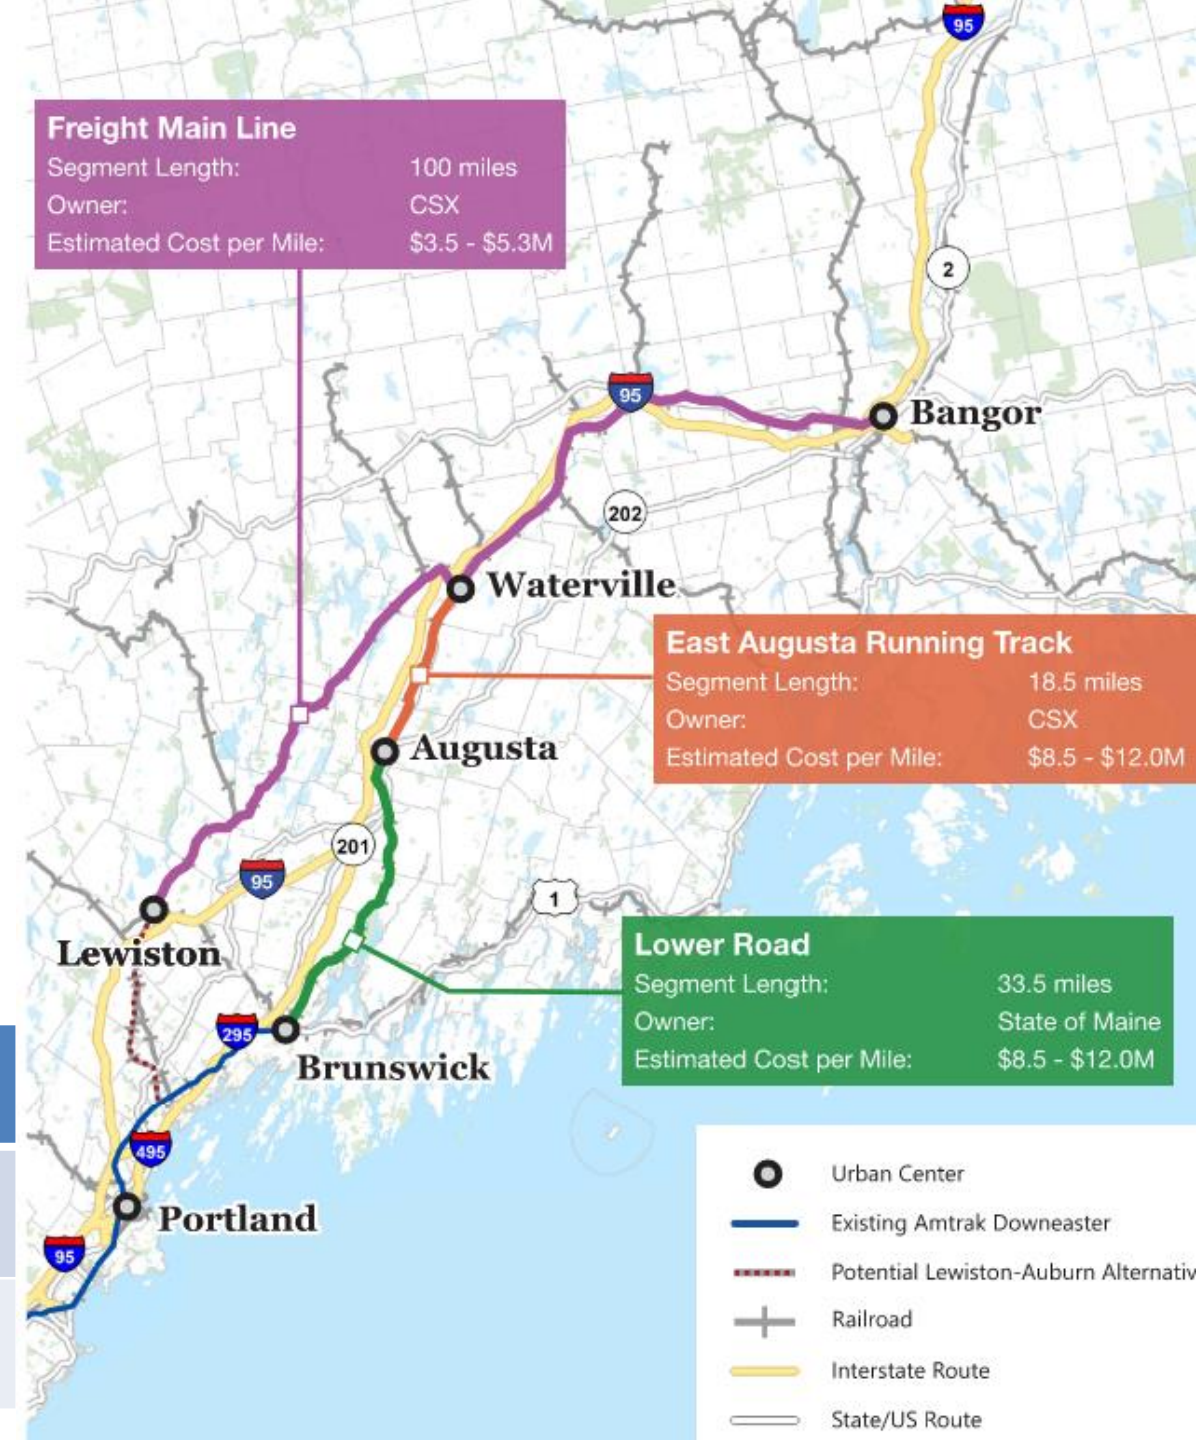 95
Freight Main Line
Segment Length: 100 miles
Owner: CSX
Estimated Cost per Mile: $3.5 - $5.3M
2
95
Bangor
202
Waterville
East Augusta Running Track
Segment Length: 18.5 miles
Owner: CSX
Estimated Cost per Mile: $8.5 - $12.0M
Augusta
201
95
1
Lewiston
Lower Road
Segment Length: 33.5 miles
Owner: State of Maine
Estimated Cost per Mile: $8.5 - $12.0M
295
Brunswick
495
Portland
95
Urban Center
Existing Amtrak Downeaster
Potential Lewiston-Auburn Alternativ
Railroad
Interstate Route
State/US Route